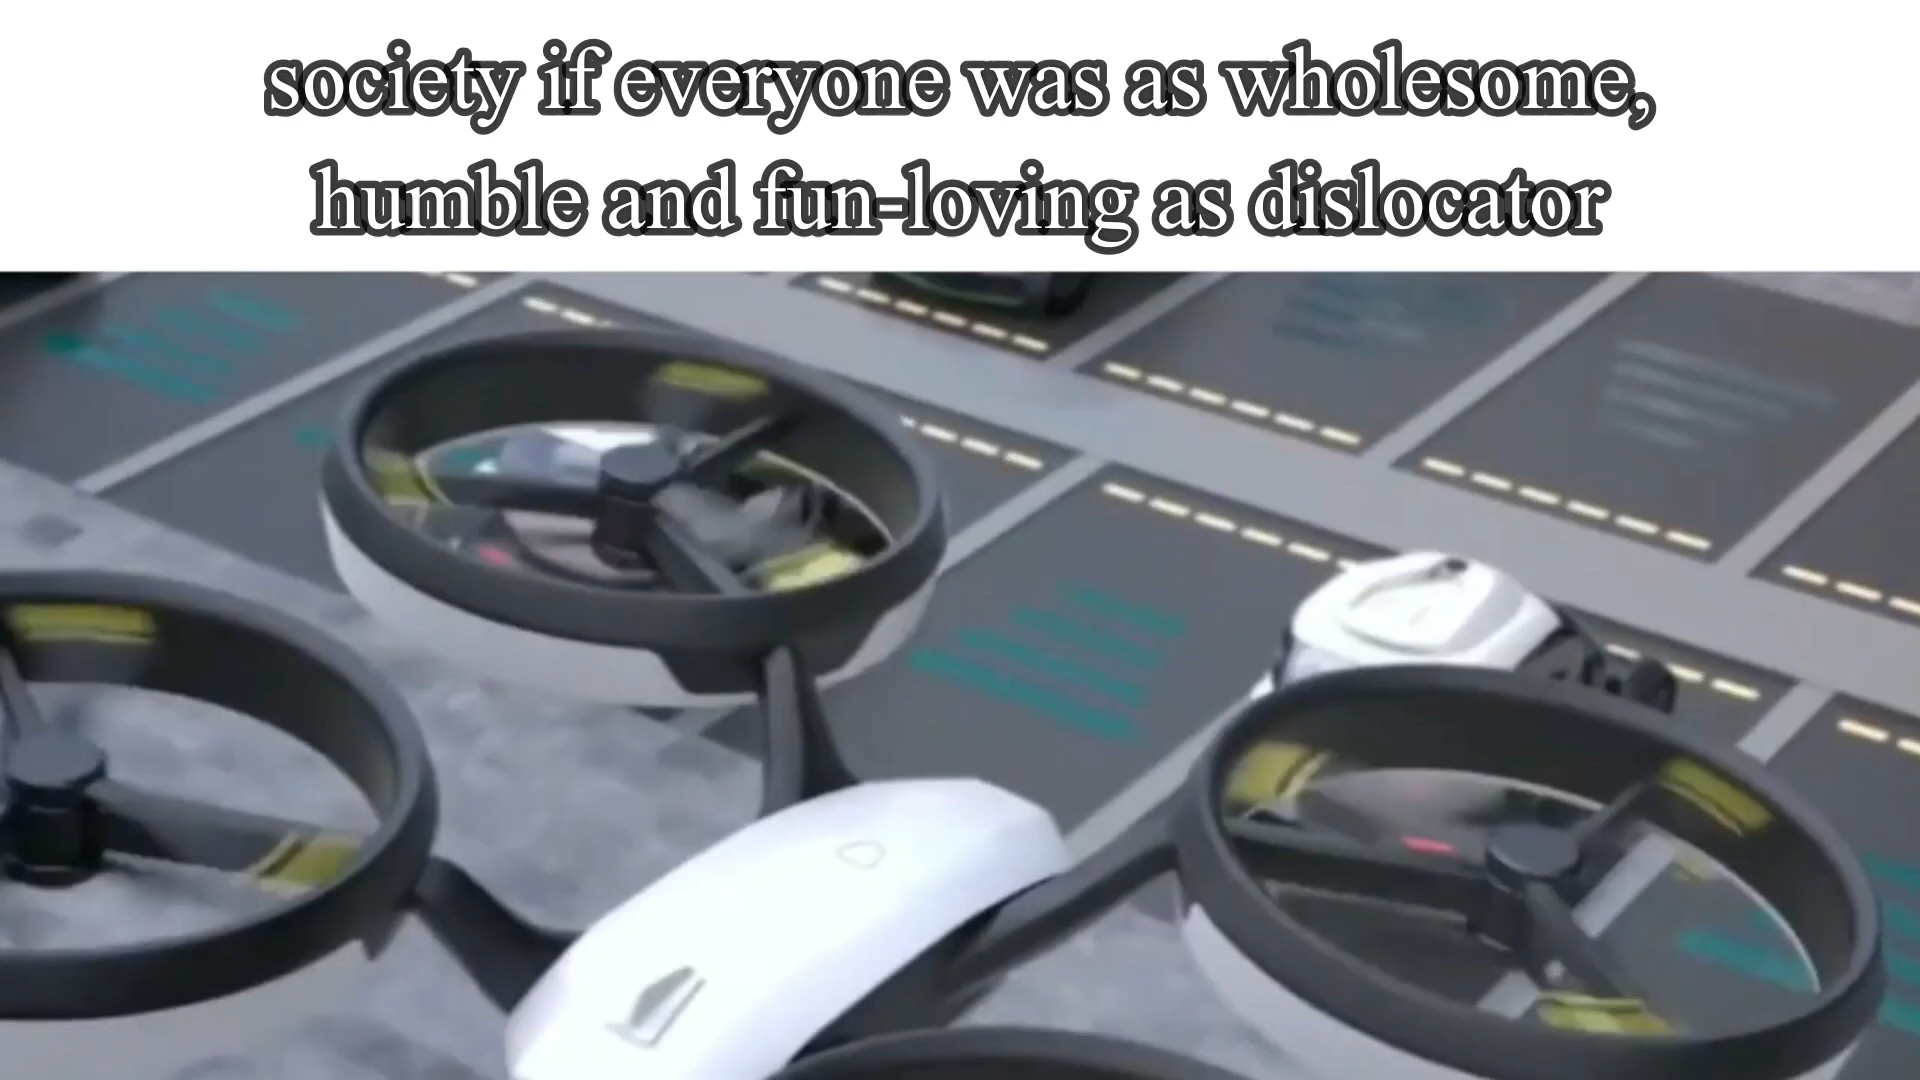 society if everyone was as wholesome,
humble and fun-loving as dislocator